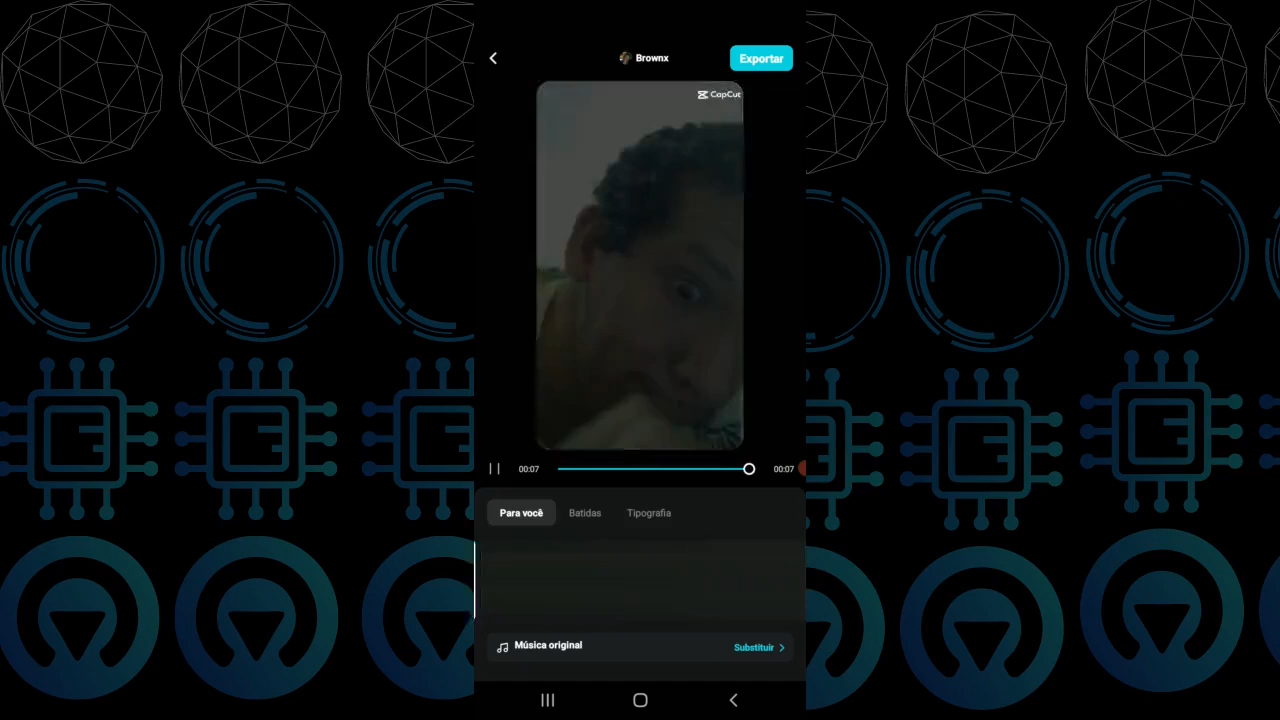 Brownx
Exportar
CapCut
00:07
00:07
Para você
Batidas
Tipografia
Música original
Substituir